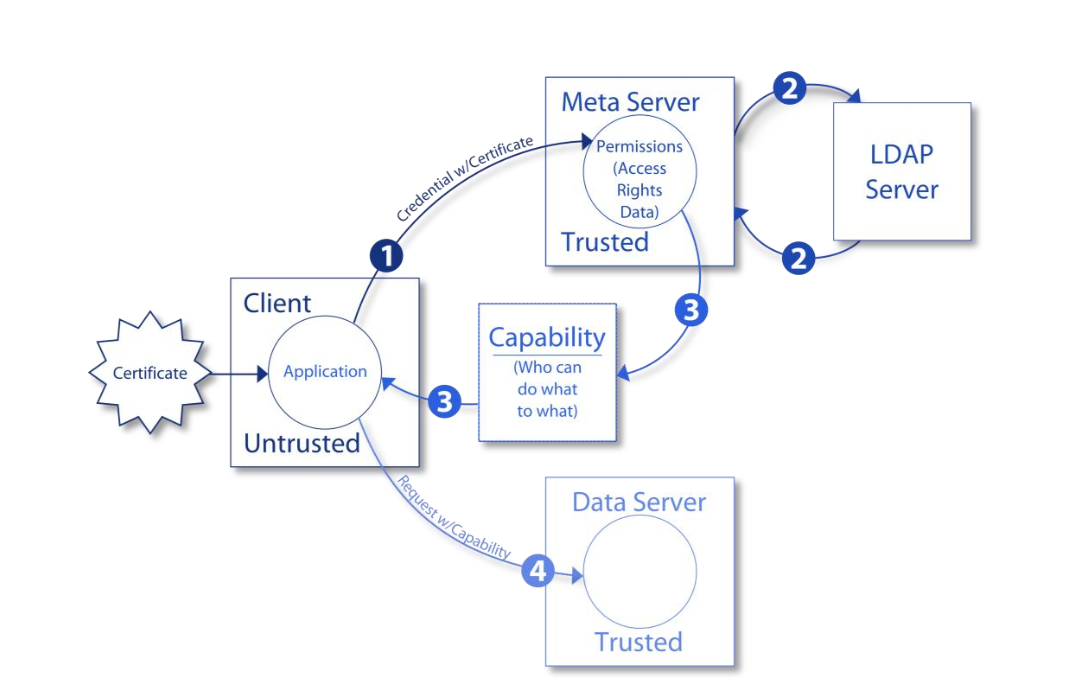 Meta Server
Permissions
(Access
Rights
Data)
Trusted
2
LDAP
Server
2
Credential w/Certificate
1
3
Client
Application
Untrusted
Certificate
Capability
(Who can
do what
to what)
3
Request w/Capability
4
Data Server
Trusted